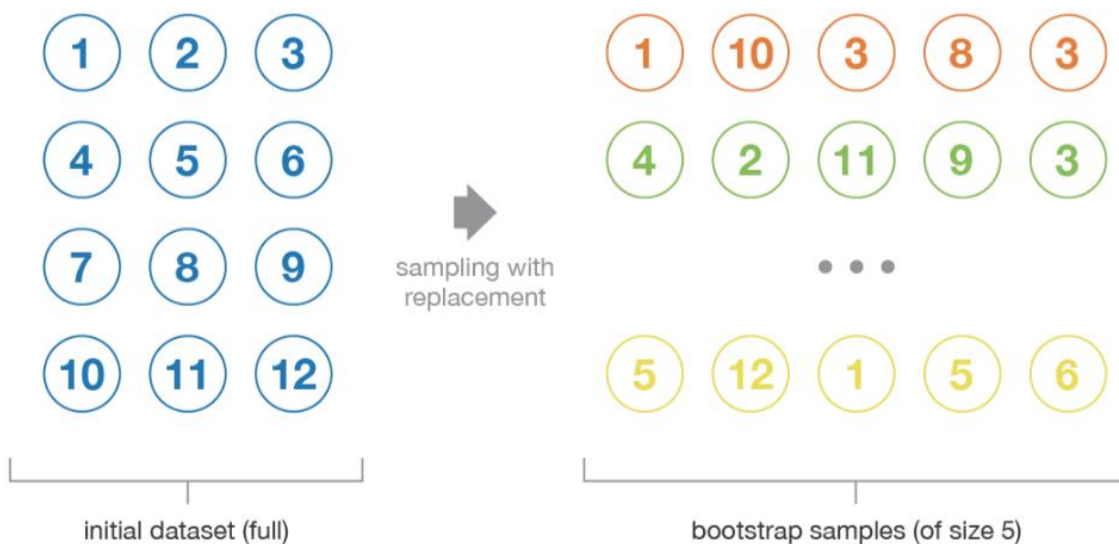 1 2 3 1 10 3 8 3
4 5 6 4 2 11 9 3
sampling with
replacement
7 8 9 • • •
10 11 12 5 12 1 5 6
initial dataset (full) bootstrap samples (of size 5)